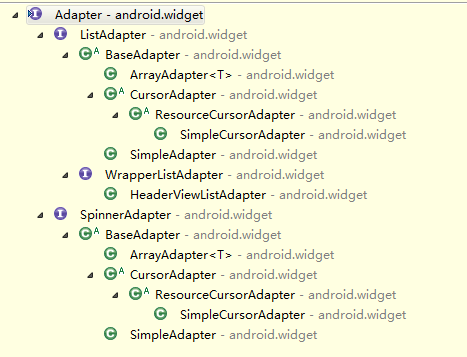 Adapter - android.widget
ListAdapter - android.widget
BaseAdapter - android.widget
ArrayAdapter<T> - android.widget
CursorAdapter - android.widget
ResourceCursorAdapter - android.widget
SimpleCursorAdapter - android.widget
SimpleAdapter - android.widget
WrapperListAdapter - android.widget
HeaderViewListAdapter - android.widget
SpinnerAdapter - android.widget
BaseAdapter - android.widget
ArrayAdapter<T> - android.widget
CursorAdapter - android.widget
ResourceCursorAdapter - android.widget
SimpleCursorAdapter - android.widget
SimpleAdapter - android.widget